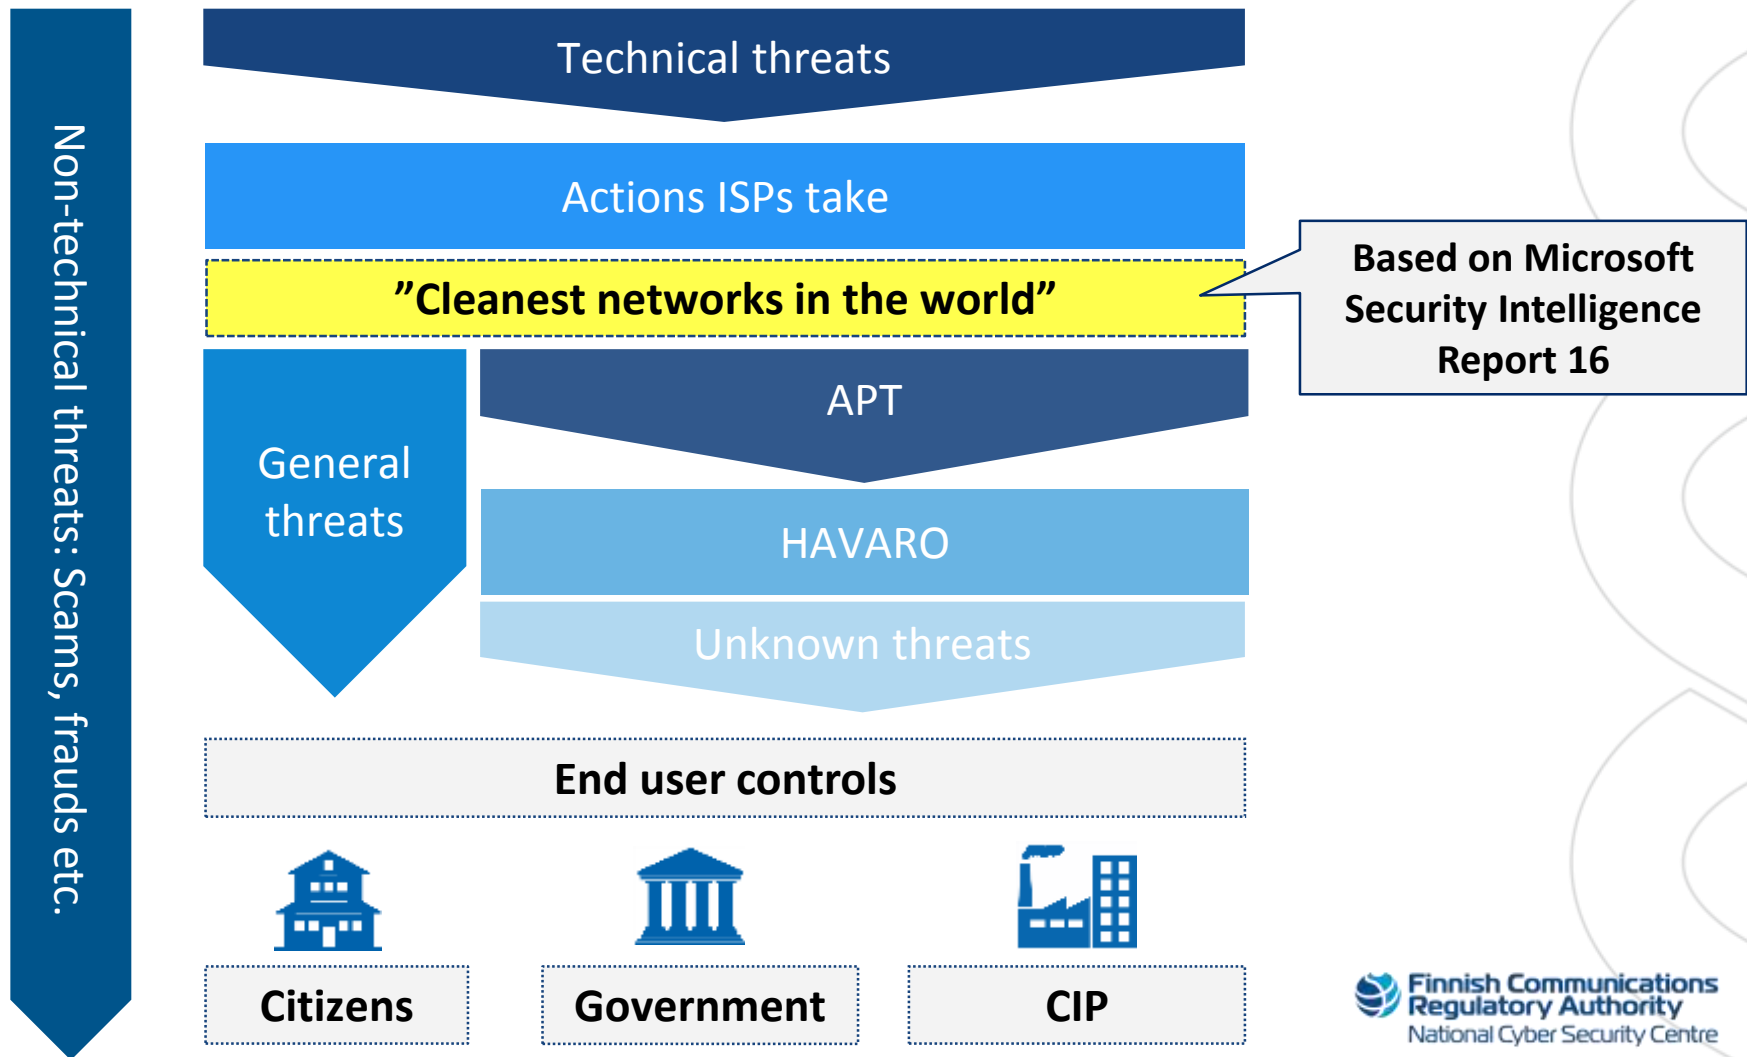 Technical threats
Non-technical threats: Scams, frauds etc.
Actions ISPs take
”Cleanest networks in the world”
Based on Microsoft
Security Intelligence
Report 16
General
threats
APT
HAVARO
Unknown threats
End user controls
Citizens
Government
CIP
Finnish Communications
Regulatory Authority
National Cyber Security Centre